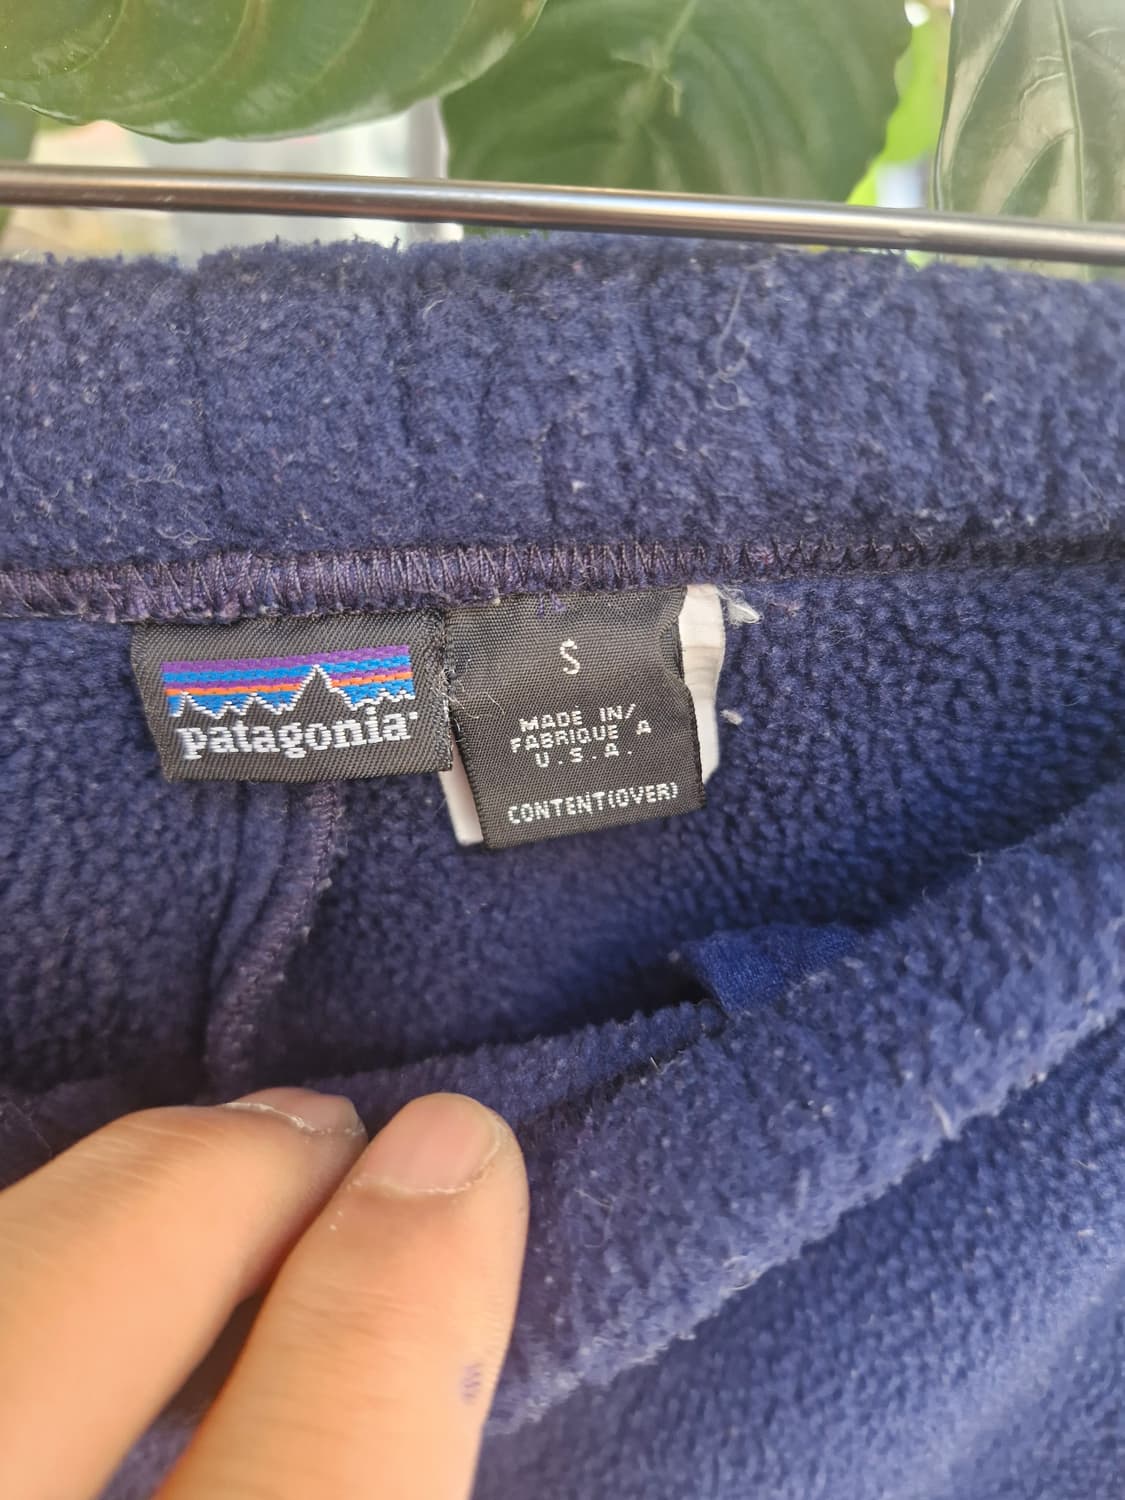 patagonia®
S
MADE IN/
FABRIQUE A
U.S.A.
CONTENT(OVER)